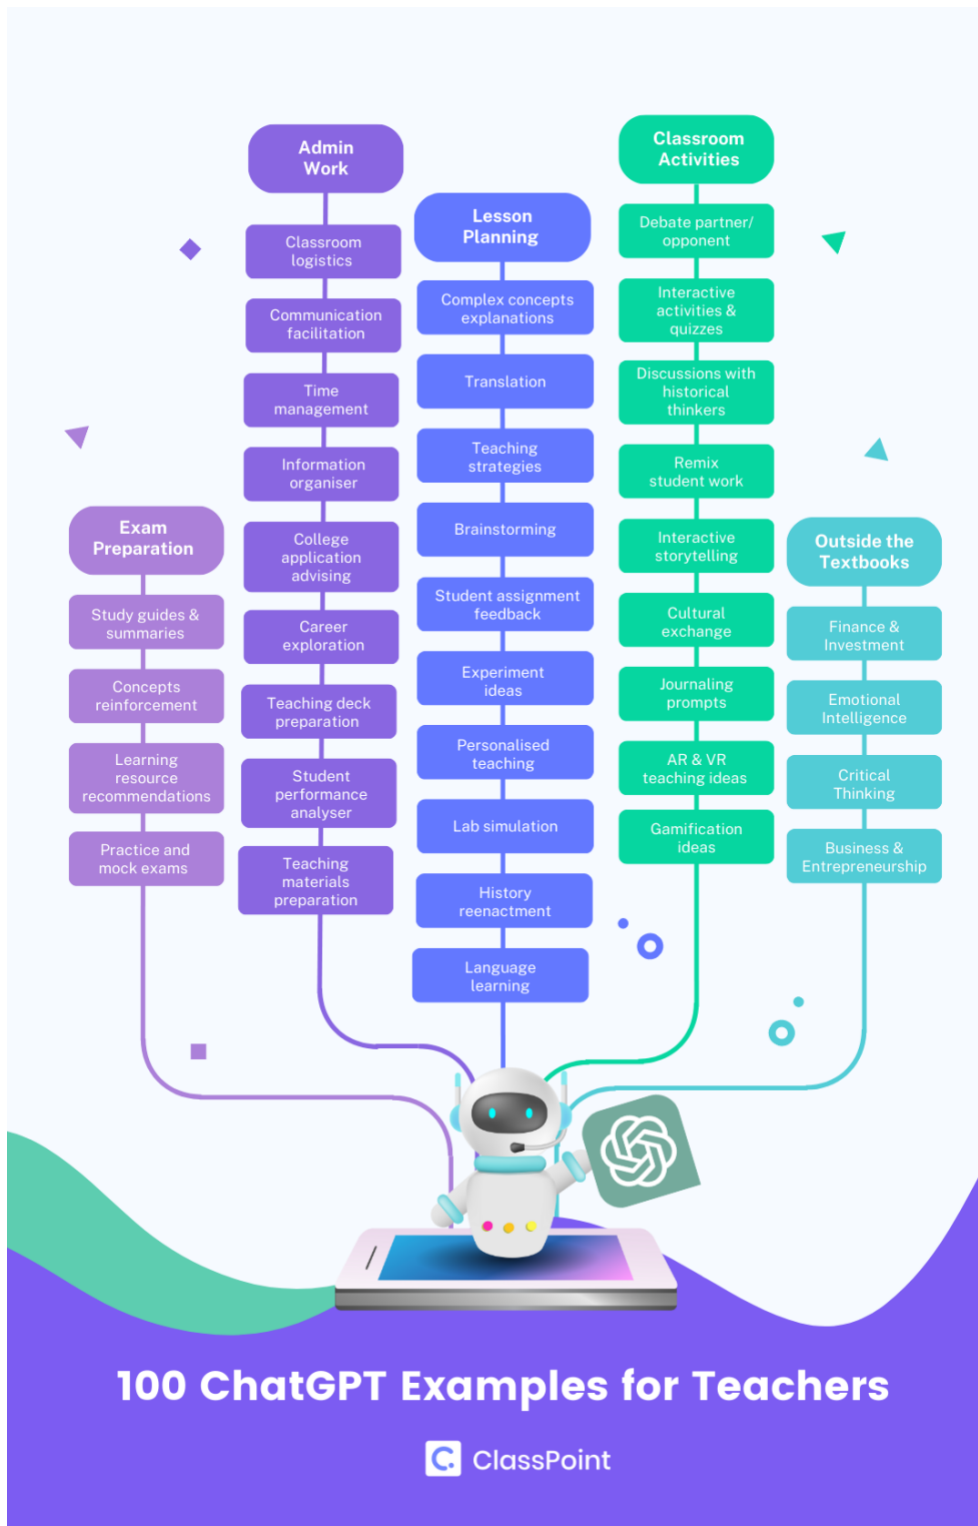 Exam
Preparation
Study guides &
summaries
Concepts
reinforcement
Learning
resource
recommendations
Practice and
mock exams
Admin
Work
Classroom
logistics
Communication
facilitation
Time
management
Information
organiser
College
application
advising
Career
exploration
Teaching deck
preparation
Student
performance
analyser
Teaching
materials
preparation
Lesson
Planning
Complex concepts
explanations
Translation
Teaching
strategies
Brainstorming
Student assignment
feedback
Experiment
ideas
Personalised
teaching
Lab simulation
History
reenactment
Language
learning
Classroom
Activities
Debate partner/
opponent
Interactive
activities &
quizzes
Discussions with
historical
thinkers
Remix
student work
Interactive
storytelling
Cultural
exchange
Journaling
prompts
AR & VR
teaching ideas
Gamification
ideas
Outside the
Textbooks
Finance &
Investment
Emotional
Intelligence
Critical
Thinking
Business &
Entrepreneurship
100 ChatGPT Examples for Teachers
ClassPoint